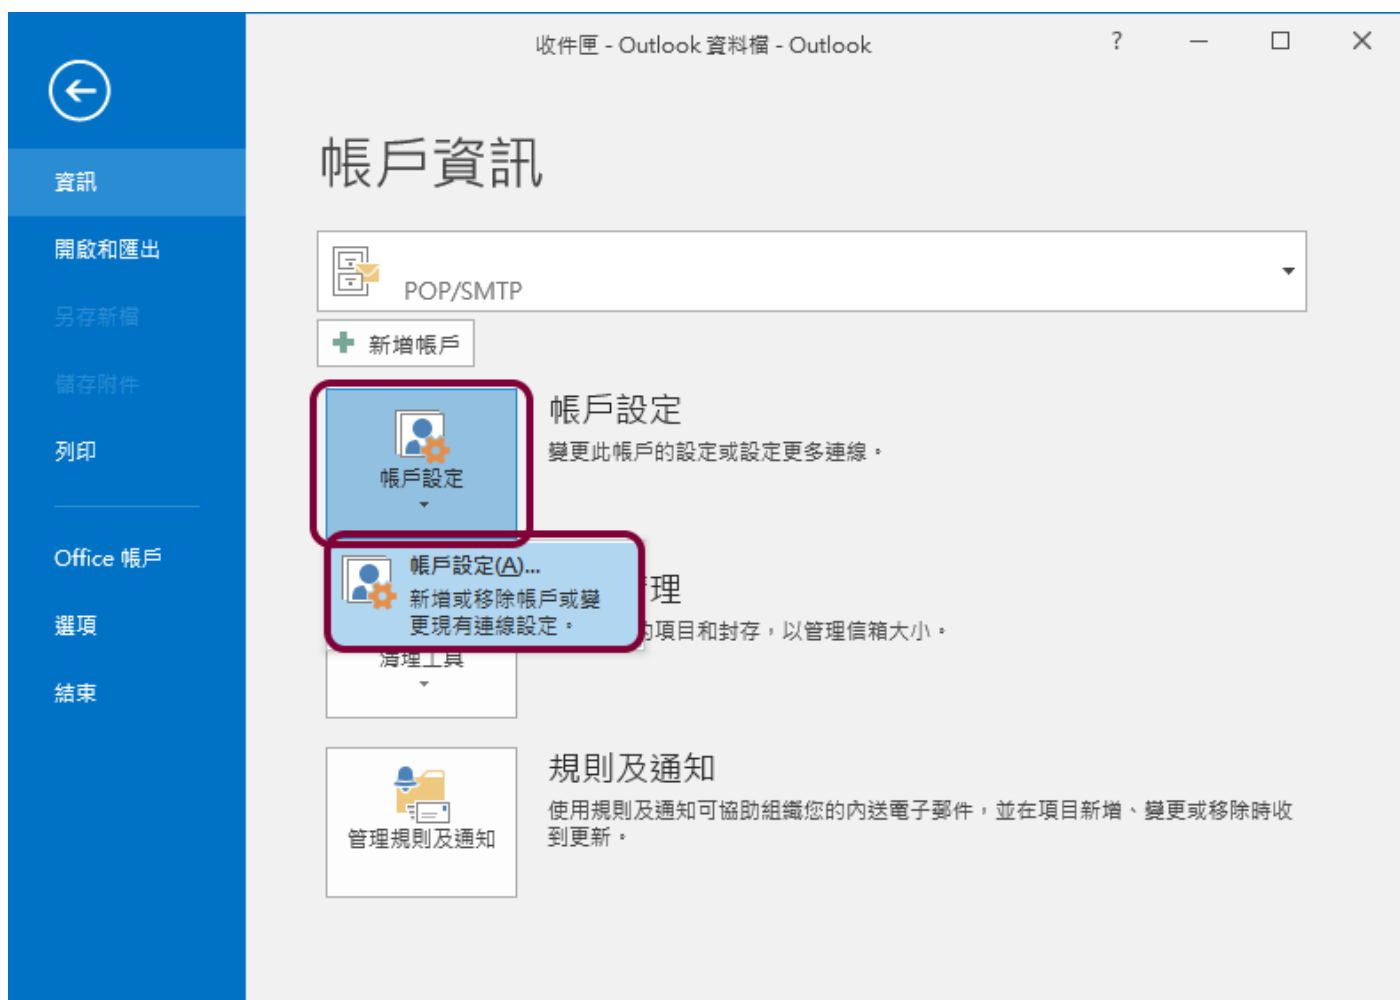 收件匣 - Outlook 資料檔 - Outlook
?
帳戶資訊
資訊
開啟和匯出
另存新檔
儲存附件
列印
Office 帳戶
選項
結束
POP/SMTP
新增帳戶
帳戶設定
帳戶設定
變更此帳戶的設定或設定更多連線。
帳戶設定(A)...
新增或移除帳戶或變
更現有連線設定。
理
的項目和封存，以管理信箱大小。
清理工具
管理規則及通知
規則及通知
使用規則及通知可協助組織您的內送電子郵件，並在項目新增、變更或移除時收
到更新。